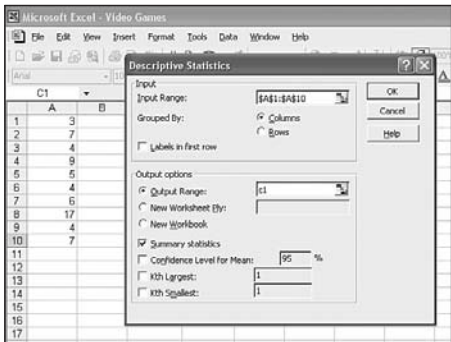 Microsoft Excel - Video Games
File Edit View Insert Format Tools Data Window Help
Arial 10
C1
A B
1 3
2 7
3 4
4 9
5 5
6 4
7 6
8 17
9 4
10 7
11
12
13
14
15
16
17
Descriptive Statistics
Input
Input Range: $A$1:$A$10
Grouped By: Columns
Rows
Labels in first row
Output options
Output Range: c1
New Worksheet Ply:
New Workbook
Summary statistics
Confidence Level for Mean: 95 %
Kth Largest: 1
Kth Smallest: 1
OK
Cancel
Help